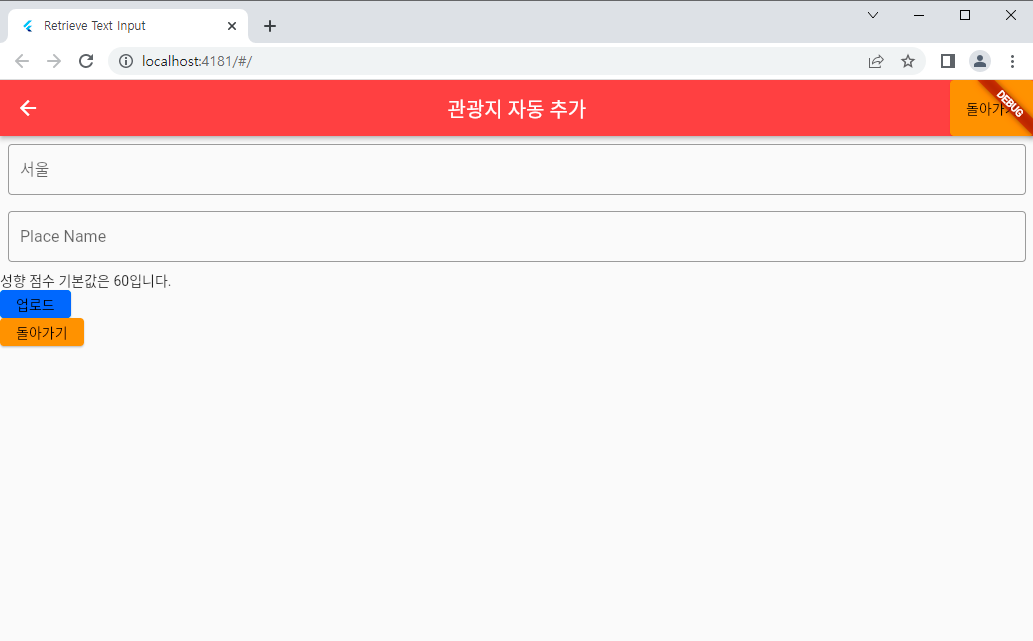 Retrieve Text Input
localhost:4181/#/
관광지 자동 추가
돌아가기
DEBUG
서울
Place Name
성향 점수 기본값은 60입니다.
업로드
돌아가기